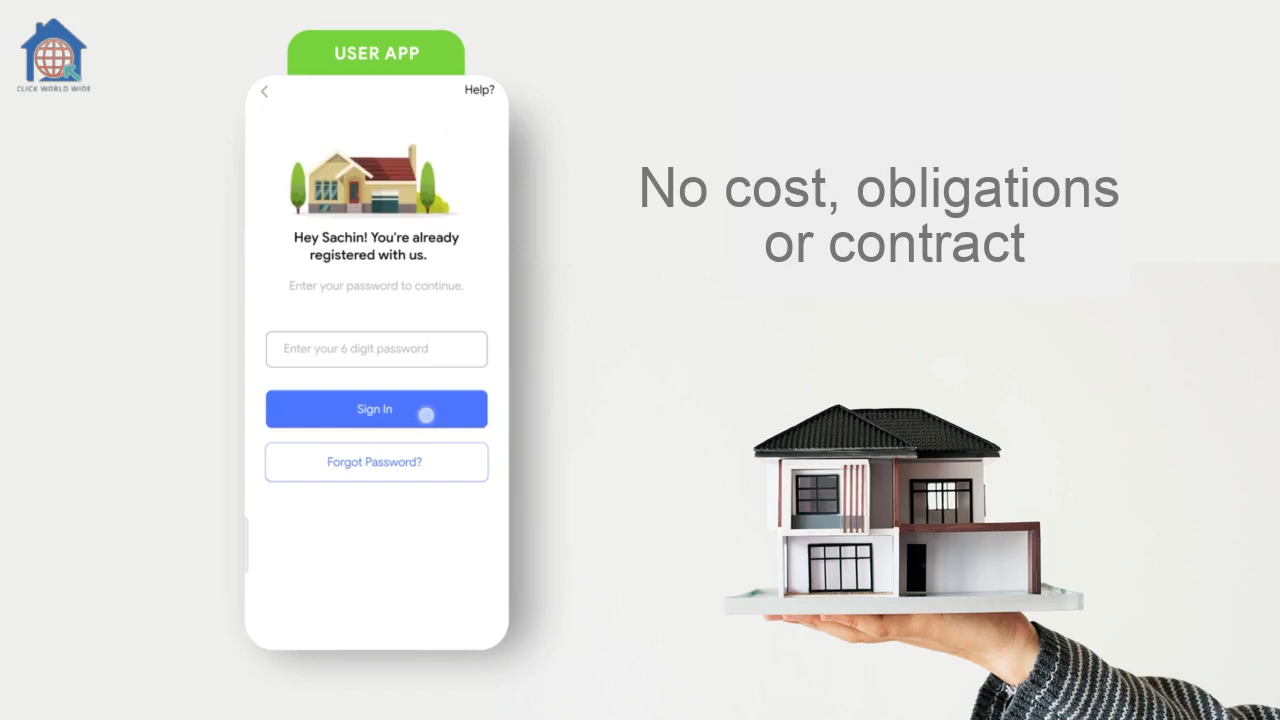 CLICK WORLD WIDE
USER APP
Help?
Hey Sachin! You're already
registered with us.
Enter your password to continue.
Enter your 6 digit password
Sign In
Forgot Password?
No cost, obligations
or contract